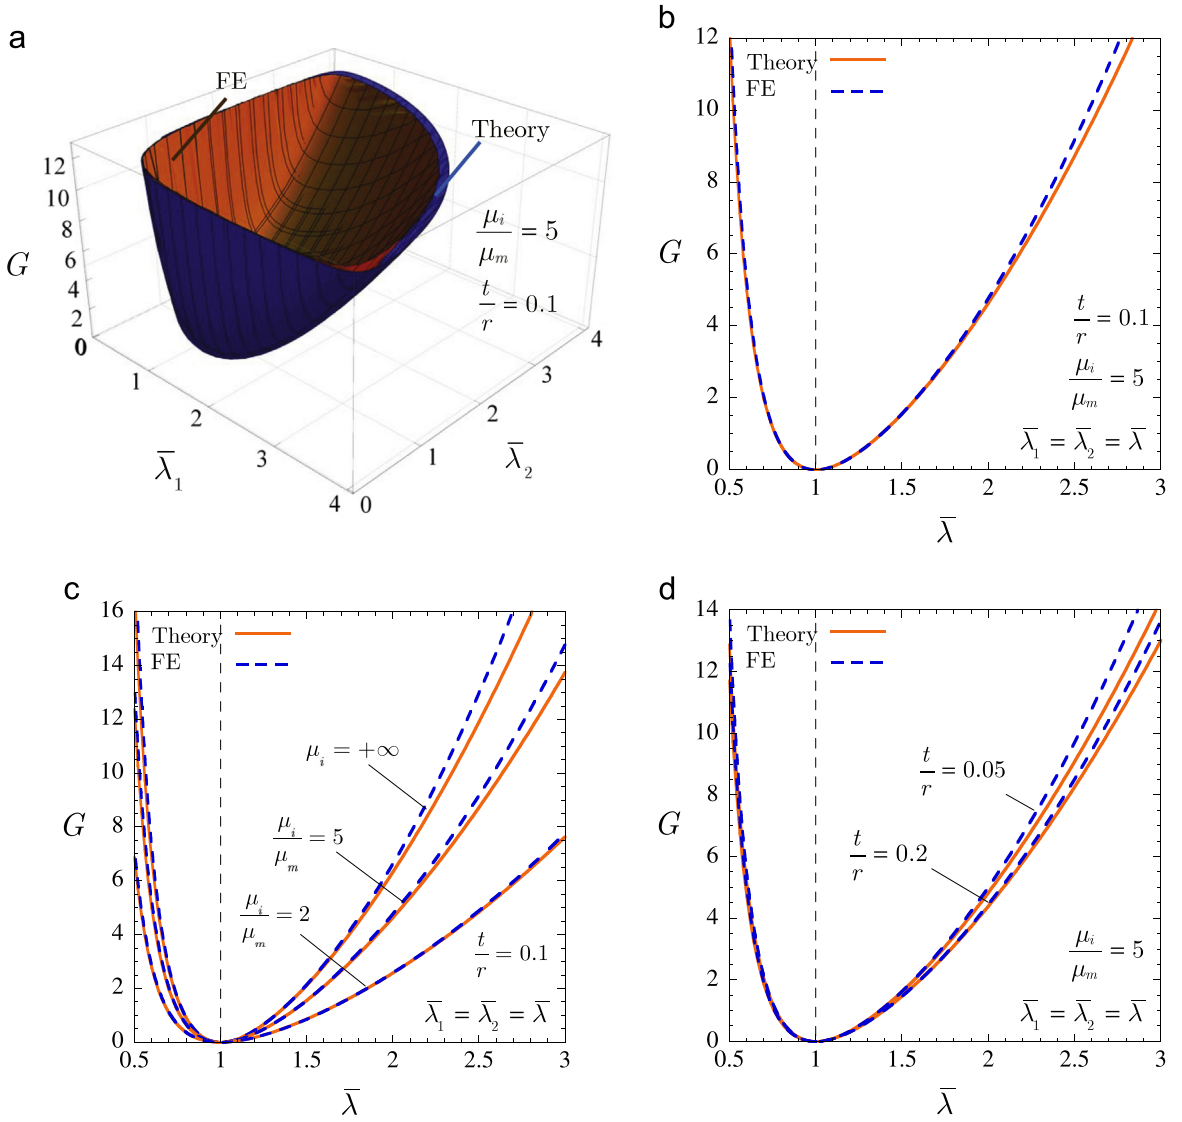 a
FE
Theory
12
10
8
6
4
2
0
G
μᵢ/μₘ = 5
t/r = 0.1
1
2
3
4
λ̅₁
0
1
2
3
4
λ̅₂
b
12
10
8
6
4
2
0
G
Theory
FE
t/r = 0.1
μᵢ/μₘ = 5
λ̅₁ = λ̅₂ = λ̅
0.5 1 1.5 2 2.5 3
λ̅
c
16
14
12
10
8
6
4
2
0
G
Theory
FE
μᵢ = +∞
μᵢ/μₘ = 5
μᵢ/μₘ = 2
t/r = 0.1
λ̅₁ = λ̅₂ = λ̅
0.5 1 1.5 2 2.5 3
λ̅
d
14
12
10
8
6
4
2
0
G
Theory
FE
t/r = 0.05
t/r = 0.2
μᵢ/μₘ = 5
λ̅₁ = λ̅₂ = λ̅
0.5 1 1.5 2 2.5 3
λ̅